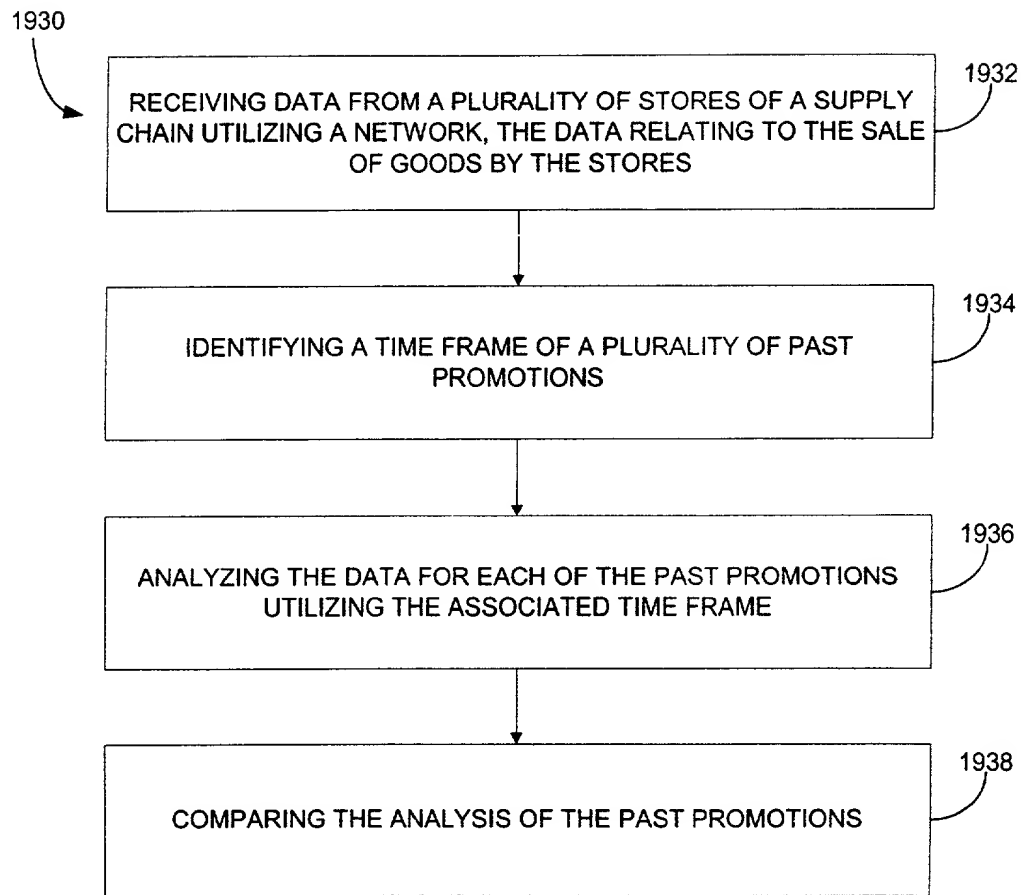 1930
1932
RECEIVING DATA FROM A PLURALITY OF STORES OF A SUPPLY
CHAIN UTILIZING A NETWORK, THE DATA RELATING TO THE SALE
OF GOODS BY THE STORES
1934
IDENTIFYING A TIME FRAME OF A PLURALITY OF PAST
PROMOTIONS
1936
ANALYZING THE DATA FOR EACH OF THE PAST PROMOTIONS
UTILIZING THE ASSOCIATED TIME FRAME
1938
COMPARING THE ANALYSIS OF THE PAST PROMOTIONS